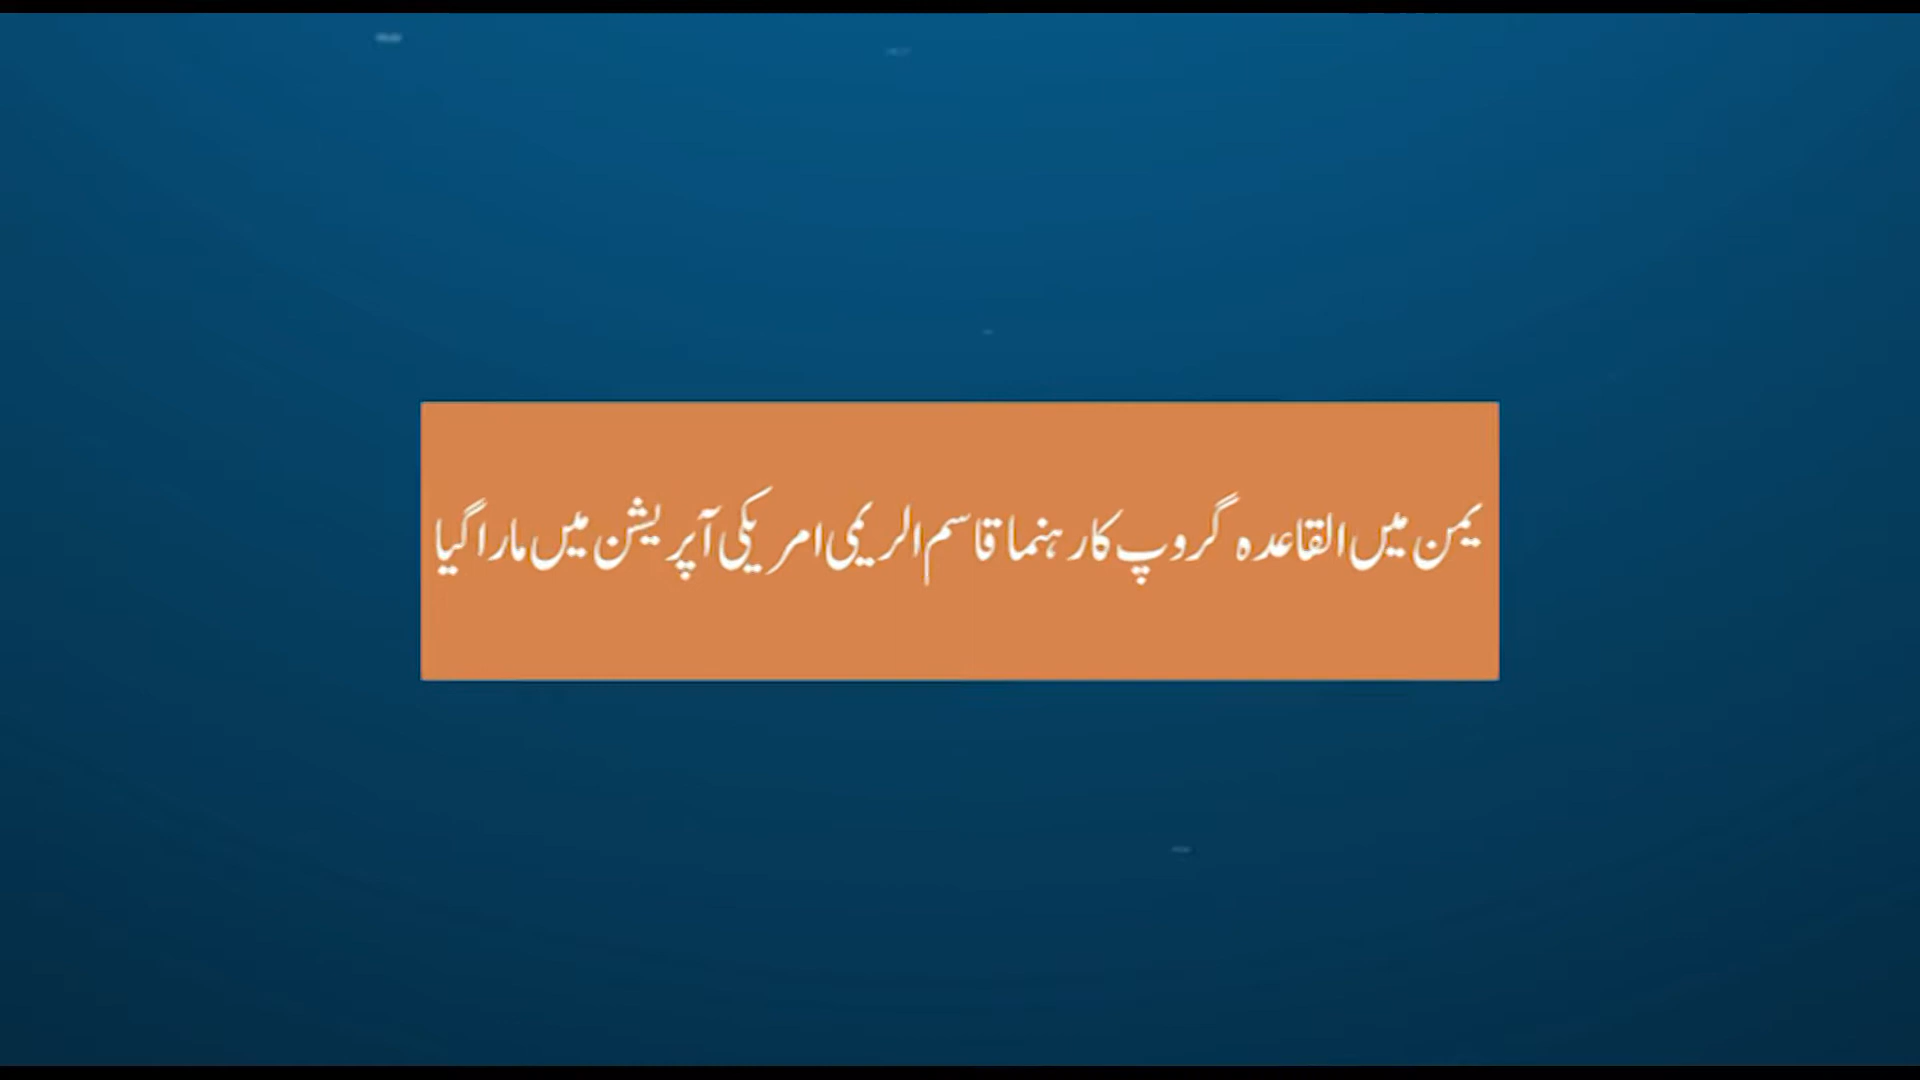 یمن میں القاعدہ گروپ کا رہنما قاسم الریمی امریکی آپریشن میں مارا گیا